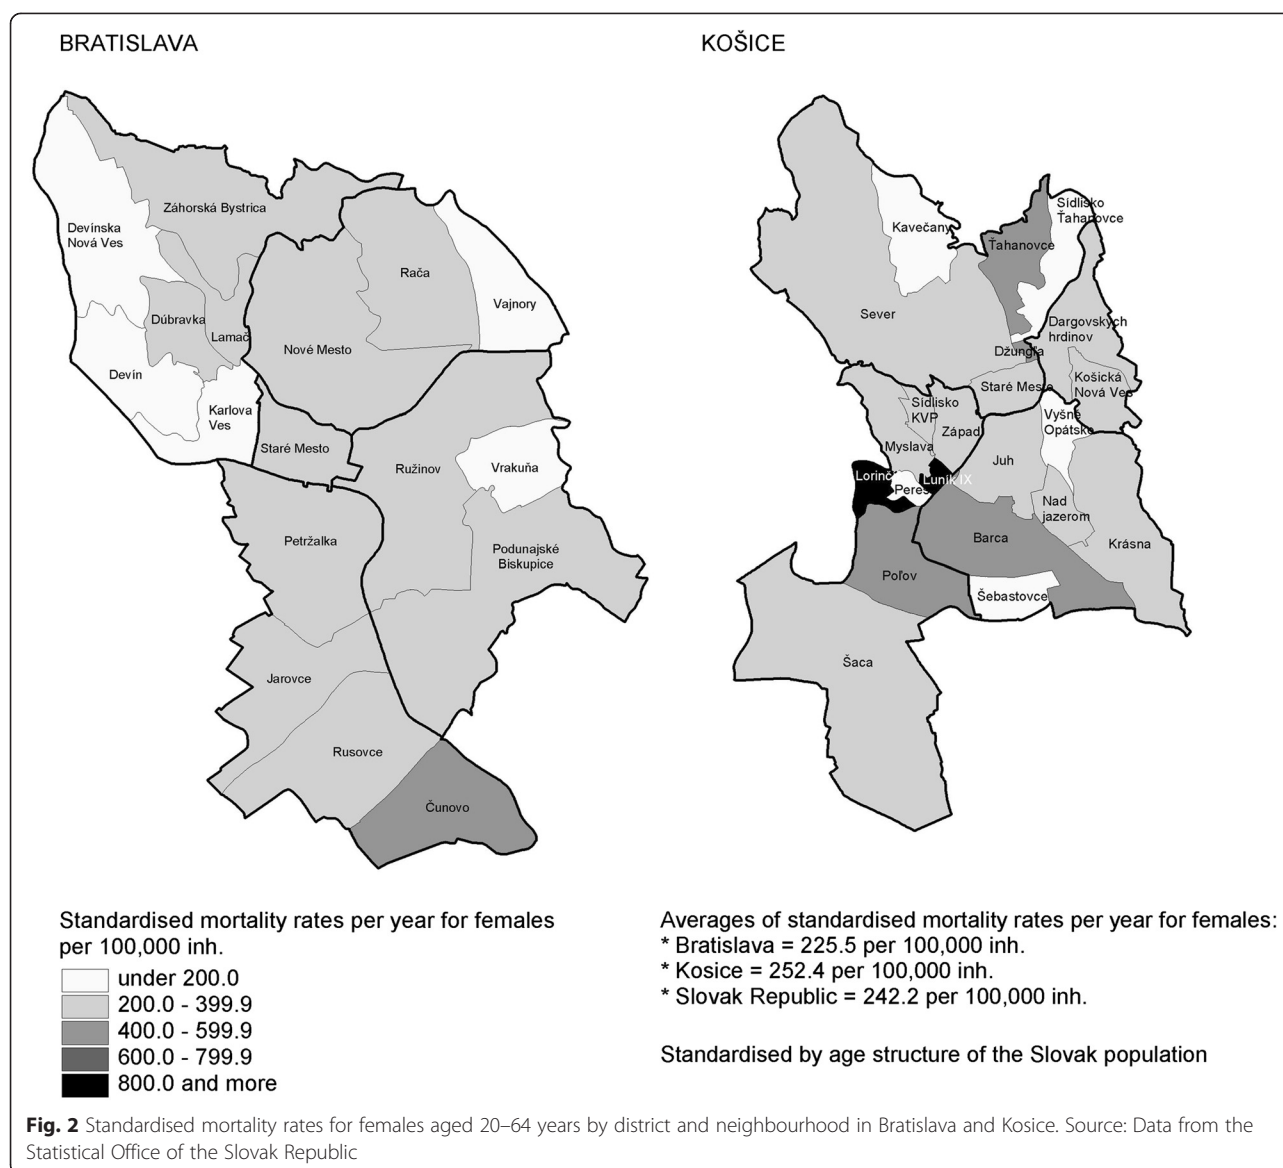 BRATISLAVA
KOŠICE
Záhorská Bystrica
Devínska
Nová Ves
Rača
Vajnory
Dúbravka
Lamač
Nové Mesto
Devín
Karlova
Ves
Staré Mesto
Ružinov
Vrakuňa
Petržalka
Podunajské
Biskupice
Jarovce
Rusovce
Čunovo
Kavečany
Sídlisko
Ťahanovce
Ťahanovce
Sever
Dargovských
hrdinov
Džungľa
Staré Mesto
Košická
Nová Ves
Sídlisko
KVP
Západ
Vyšné
Opátske
Myslava
Juh
Lorinčí
Luník IX
Pereš
Nad
jazerom
Barca
Krásna
Poľov
Šebastovce
Šaca
Standardised mortality rates per year for females
per 100,000 inh.
under 200.0
200.0 - 399.9
400.0 - 599.9
600.0 - 799.9
800.0 and more
Averages of standardised mortality rates per year for females:
* Bratislava = 225.5 per 100,000 inh.
* Kosice = 252.4 per 100,000 inh.
* Slovak Republic = 242.2 per 100,000 inh.
Standardised by age structure of the Slovak population
Fig. 2 Standardised mortality rates for females aged 20–64 years by district and neighbourhood in Bratislava and Kosice. Source: Data from the
Statistical Office of the Slovak Republic